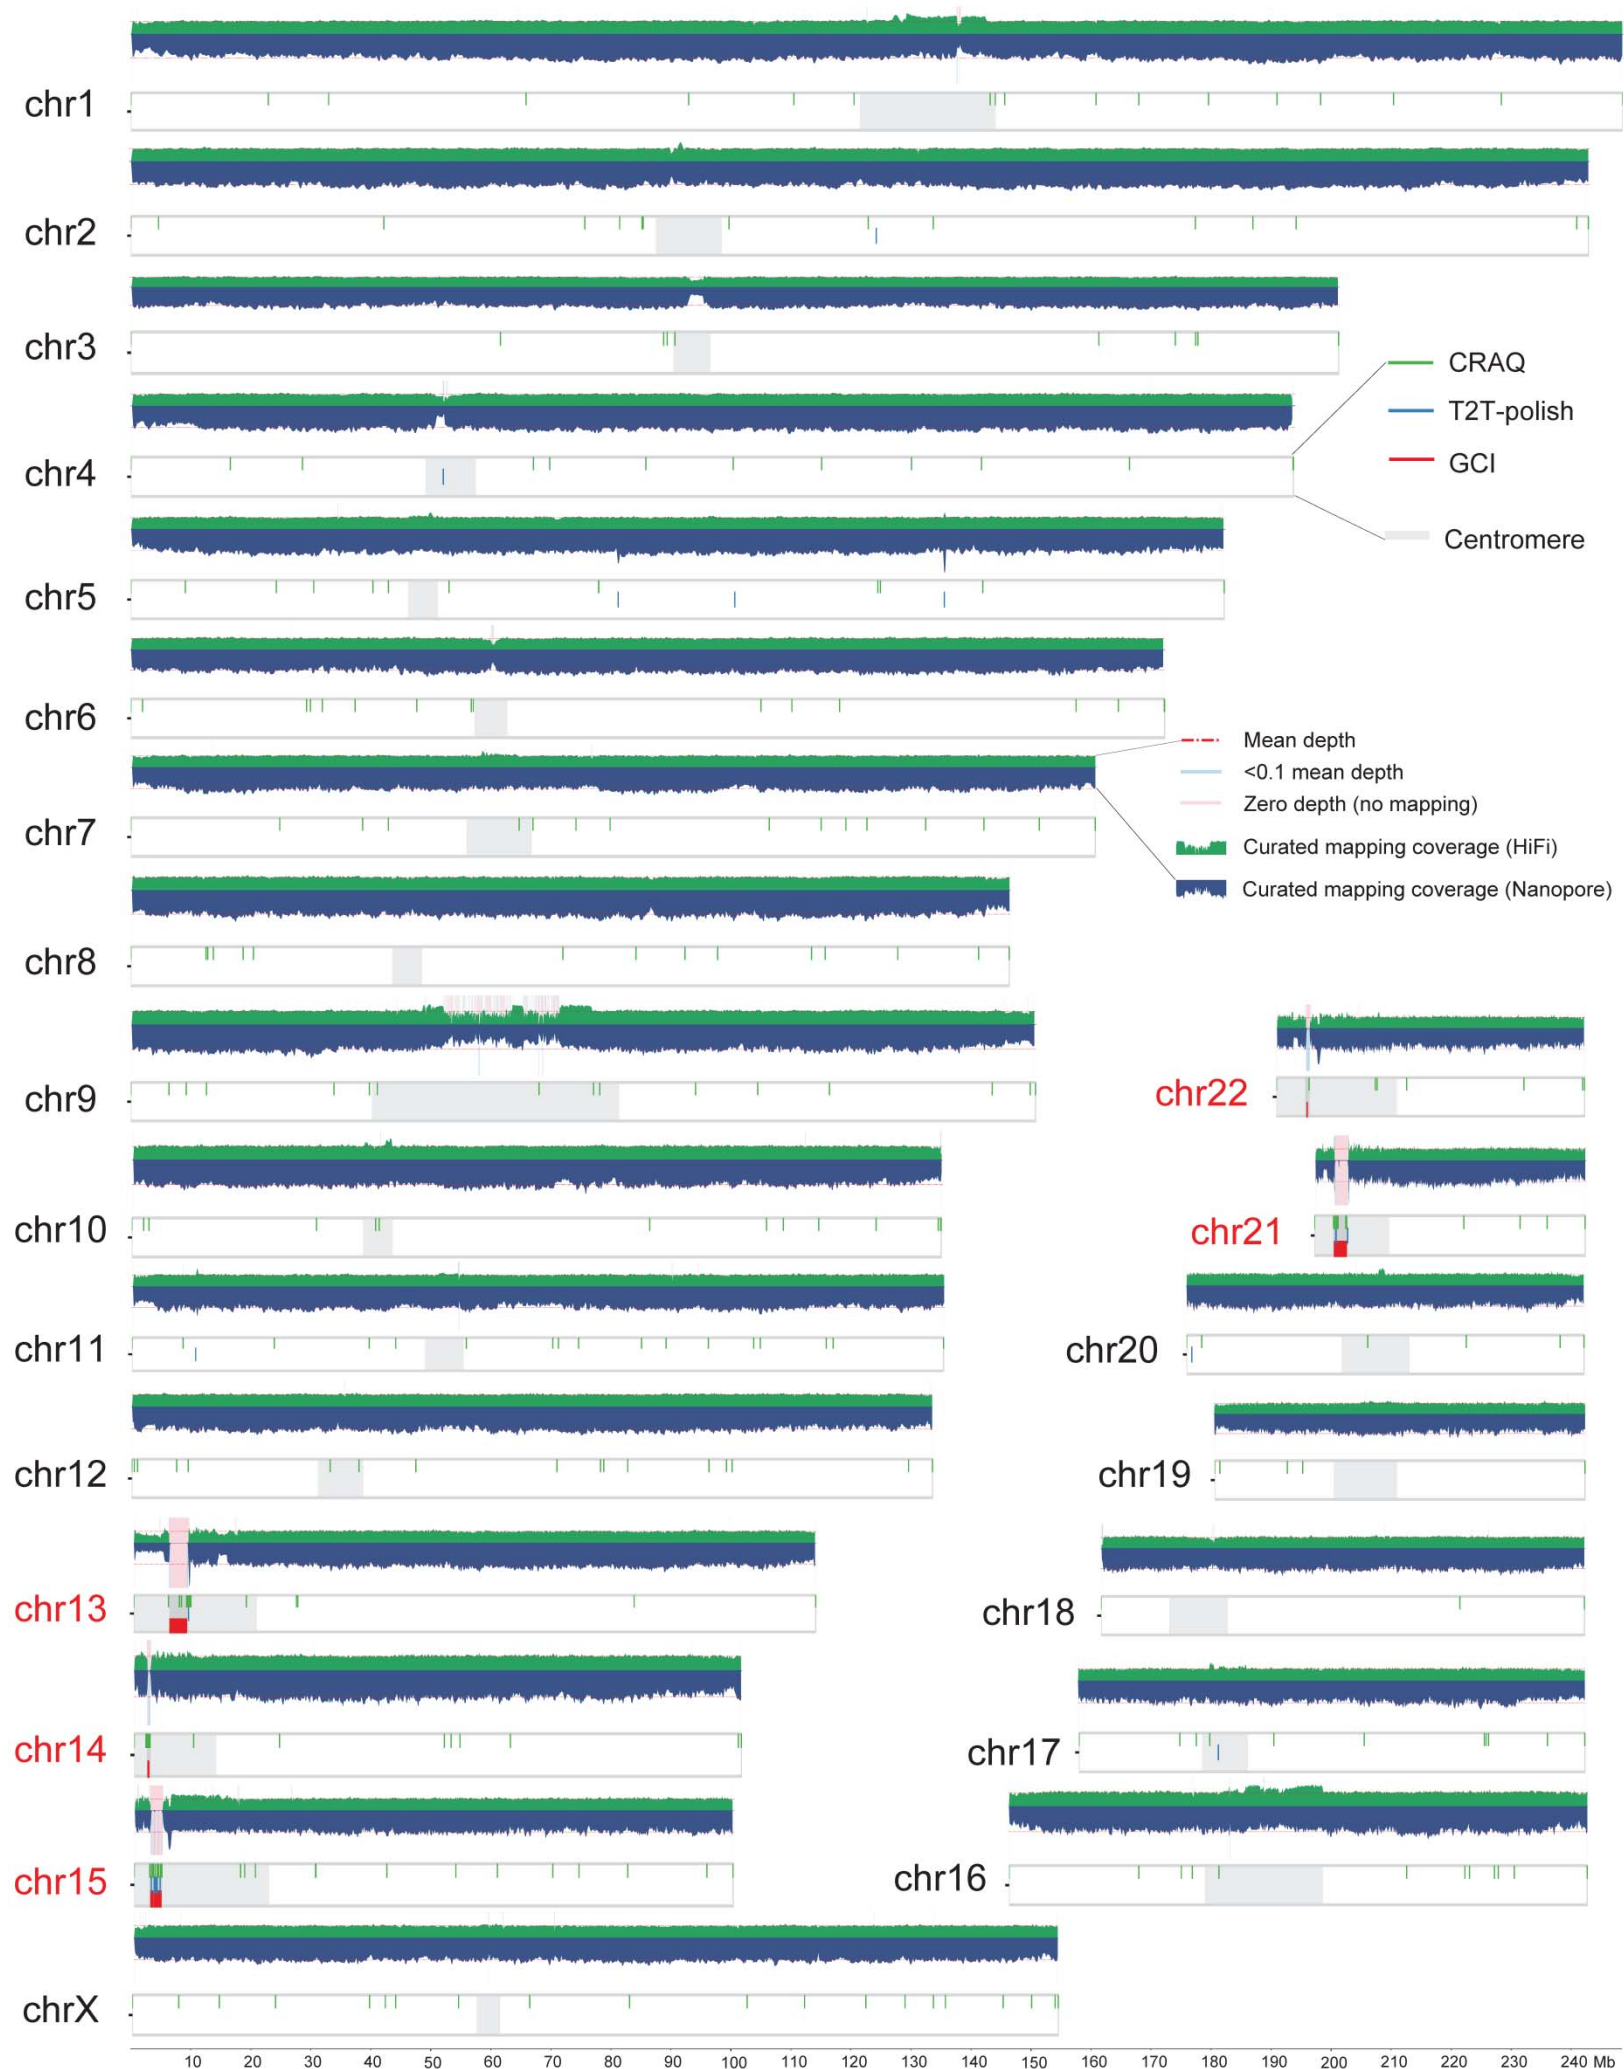 chr1
chr2
chr3
CRAQ
T2T-polish
GCI
chr4
Centromere
chr5
chr6
Mean depth
<0.1 mean depth
Zero depth (no mapping)
chr7
Curated mapping coverage (HiFi)
Curated mapping coverage (Nanopore)
chr8
chr9
chr22
chr10
chr21
chr11
chr20
chr12
chr19
chr13
chr18
chr14
chr17
chr15
chr16
chrX
10 20 30 40 50 60 70 80 90 100 110 120 130 140 150 160 170 180 190 200 210 220 230 240 Mb